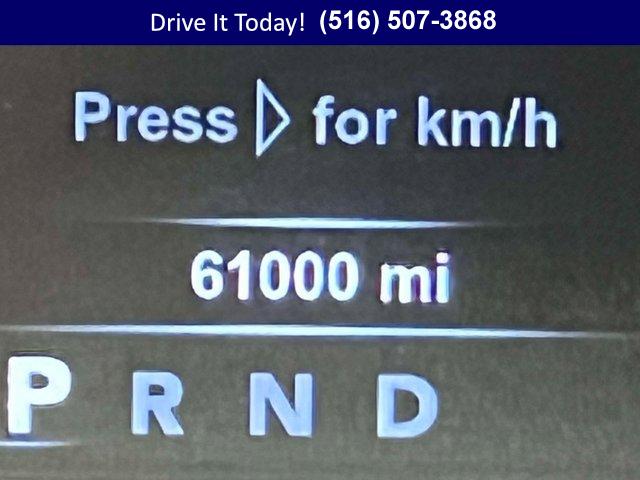 Drive It Today! (516) 507-3868
Press ▷ for km/h
61000 mi
P R N D